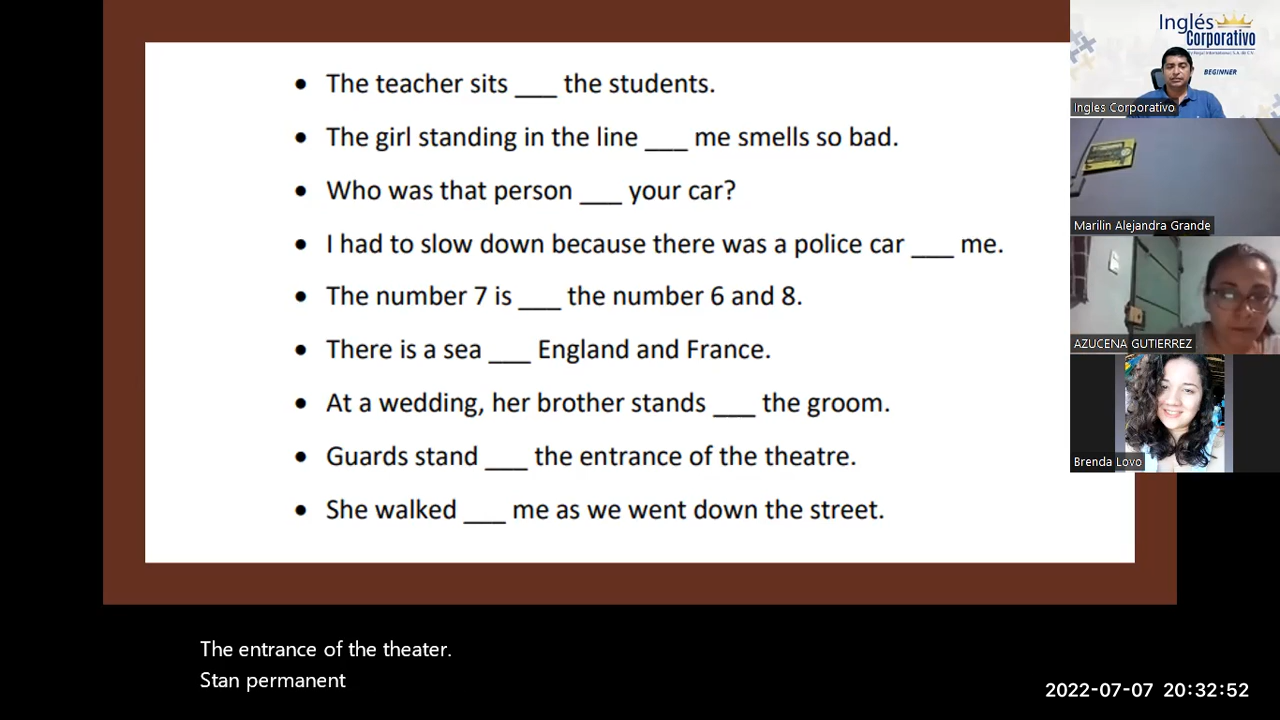 The teacher sits ___ the students.
The girl standing in the line ___ me smells so bad.
Who was that person ___ your car?
I had to slow down because there was a police car ___ me.
The number 7 is ___ the number 6 and 8.
There is a sea ___ England and France.
At a wedding, her brother stands ___ the groom.
Guards stand ___ the entrance of the theatre.
She walked ___ me as we went down the street.
Inglés
Corporativo
BEGINNER
Ingles Corporativo
Marilin Alejandra Grande
AZUCENA GUTIERREZ
Brenda Lovo
The entrance of the theater.
Stan permanent
2022-07-07 20:32:52